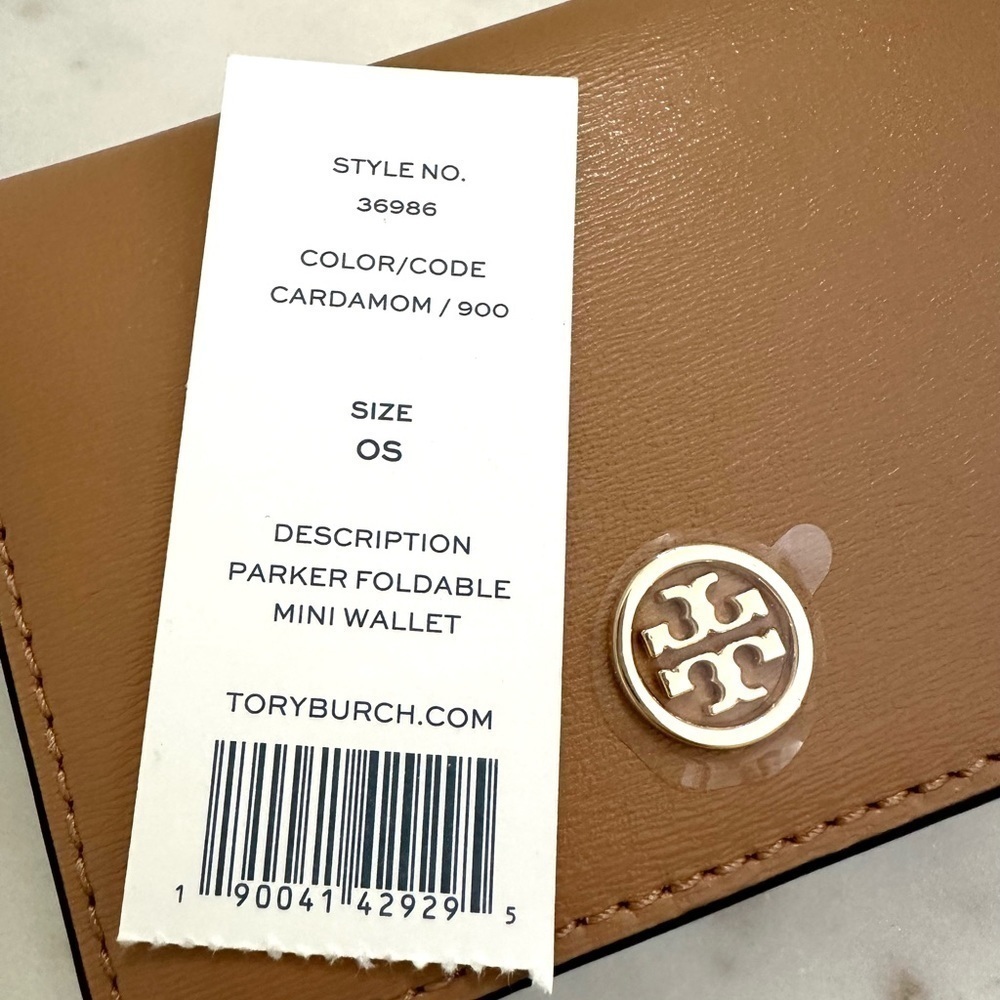 STYLE NO.
36986
COLOR/CODE
CARDAMOM / 900
SIZE
OS
DESCRIPTION
PARKER FOLDABLE
MINI WALLET
TORYBURCH.COM
1 90041 42929 5